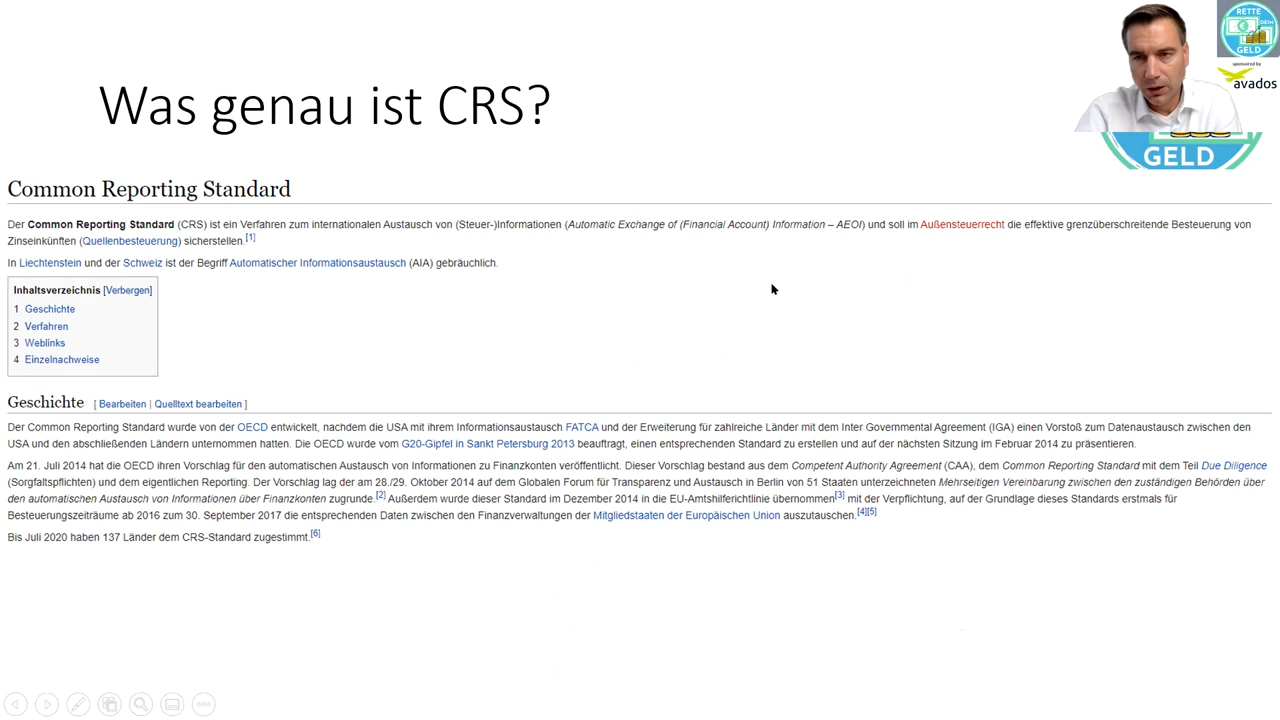 RETTE
DEIN
GELD
sponsored by
avados
GELD
Was genau ist CRS?
Common Reporting Standard
Der Common Reporting Standard (CRS) ist ein Verfahren zum internationalen Austausch von (Steuer-)Informationen (Automatic Exchange of (Financial Account) Information – AEOI) und soll im Außensteuerrecht die effektive grenzüberschreitende Besteuerung von
Zinseinkünften (Quellenbesteuerung) sicherstellen.[1]
In Liechtenstein und der Schweiz ist der Begriff Automatischer Informationsaustausch (AIA) gebräuchlich.
Inhaltsverzeichnis [Verbergen]
1 Geschichte
2 Verfahren
3 Weblinks
4 Einzelnachweise
Geschichte [ Bearbeiten | Quelltext bearbeiten ]
Der Common Reporting Standard wurde von der OECD entwickelt, nachdem die USA mit ihrem Informationsaustausch FATCA und der Erweiterung für zahlreiche Länder mit dem Inter Governmental Agreement (IGA) einen Vorstoß zum Datenaustausch zwischen den
USA und den abschließenden Ländern unternommen hatten. Die OECD wurde vom G20-Gipfel in Sankt Petersburg 2013 beauftragt, einen entsprechenden Standard zu erstellen und auf der nächsten Sitzung im Februar 2014 zu präsentieren.
Am 21. Juli 2014 hat die OECD ihren Vorschlag für den automatischen Austausch von Informationen zu Finanzkonten veröffentlicht. Dieser Vorschlag bestand aus dem Competent Authority Agreement (CAA), dem Common Reporting Standard mit dem Teil Due Diligence
(Sorgfaltspflichten) und dem eigentlichen Reporting. Der Vorschlag lag der am 28./29. Oktober 2014 auf dem Globalen Forum für Transparenz und Austausch in Berlin von 51 Staaten unterzeichneten Mehrseitigen Vereinbarung zwischen den zuständigen Behörden über
den automatischen Austausch von Informationen über Finanzkonten zugrunde.[2] Außerdem wurde dieser Standard im Dezember 2014 in die EU-Amtshilferichtlinie übernommen[3] mit der Verpflichtung, auf der Grundlage dieses Standards erstmals für
Besteuerungszeiträume ab 2016 zum 30. September 2017 die entsprechenden Daten zwischen den Finanzverwaltungen der Mitgliedstaaten der Europäischen Union auszutauschen.[4][5]
Bis Juli 2020 haben 137 Länder dem CRS-Standard zugestimmt.[6]